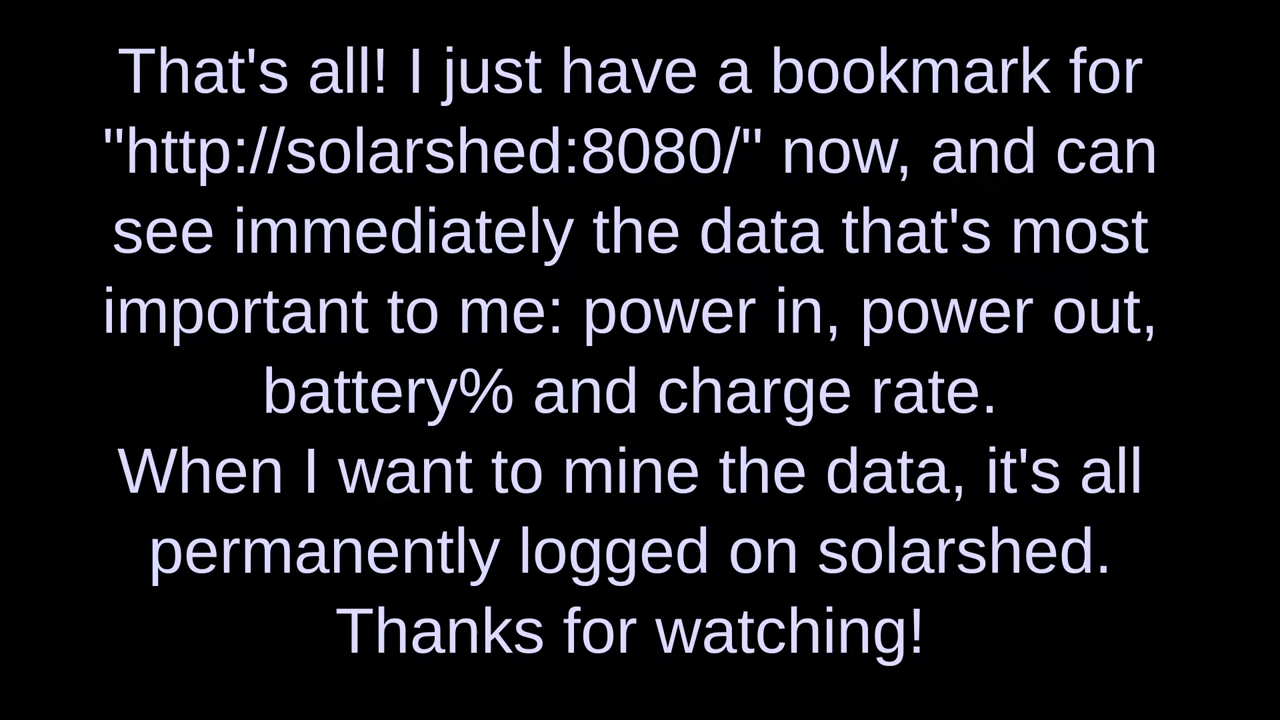 That's all! I just have a bookmark for
"http://solarshed:8080/" now, and can
see immediately the data that's most
important to me: power in, power out,
battery% and charge rate.
When I want to mine the data, it's all
permanently logged on solarshed.
Thanks for watching!